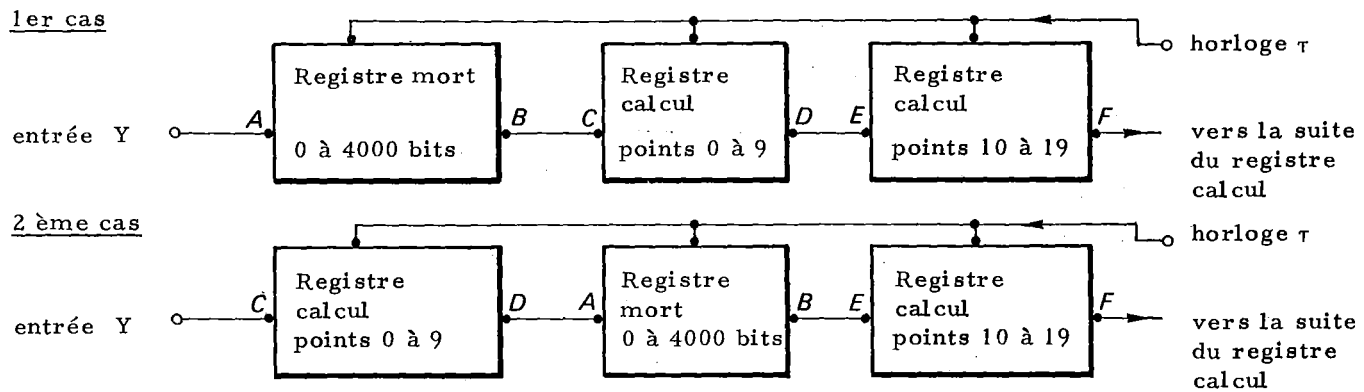 1er cas
horloge τ
Registre mort
0 à 4000 bits
Registre
calcul
points 0 à 9
Registre
calcul
points 10 à 19
entrée Y
A
B
C
D
E
F
vers la suite
du registre
calcul
2 ème cas
horloge τ
Registre
calcul
points 0 à 9
Registre
mort
0 à 4000 bits
Registre
calcul
points 10 à 19
entrée Y
C
D
A
B
E
F
vers la suite
du registre
calcul